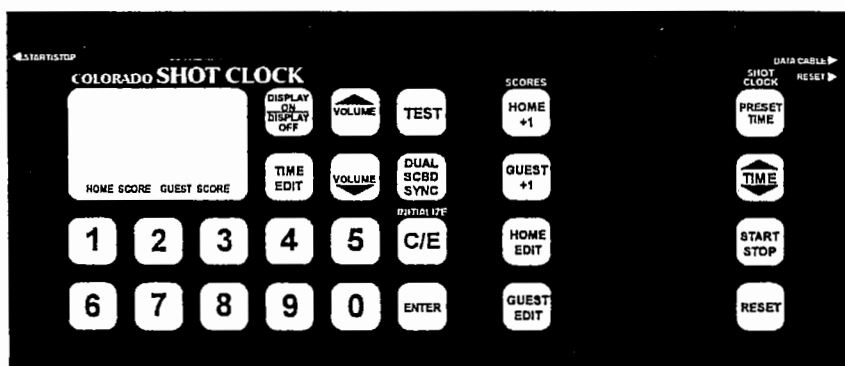 ◀START/STOP
DATA CABLE ▶
RESET ▶
COLORADO SHOT CLOCK
HOME SCORE GUEST SCORE
DISPLAY
ON
DISPLAY
OFF
VOLUME
TEST
TIME
EDIT
VOLUME
DUAL
SCBD
SYNC
INITIALIZE
1 2 3 4 5 C/E
6 7 8 9 0 ENTER
SCORES
HOME
+1
GUEST
+1
HOME
EDIT
GUEST
EDIT
SHOT
CLOCK
PRESET
TIME
TIME
START
STOP
RESET